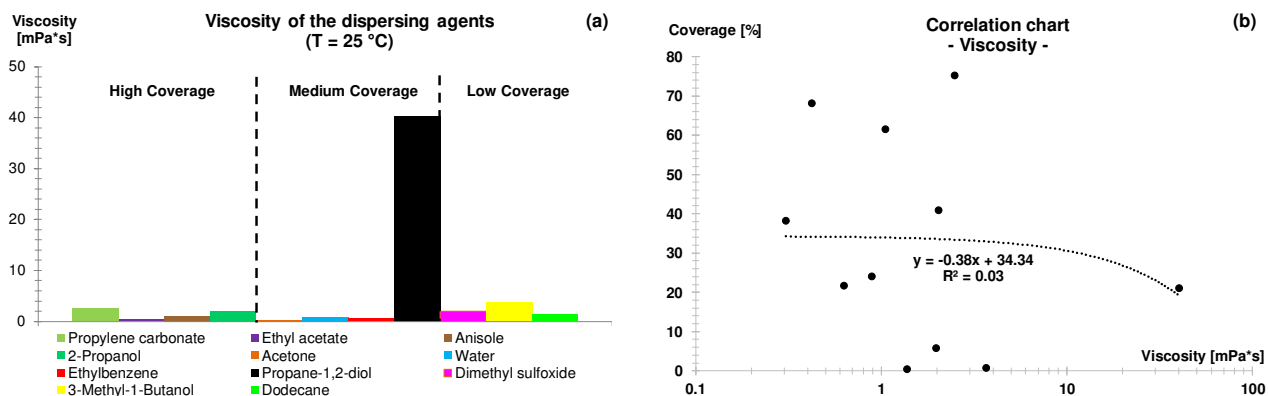 Viscosity
[mPa*s]
Viscosity of the dispersing agents
(T = 25 °C)
(a)
High Coverage
Medium Coverage
Low Coverage
50
40
30
20
10
0
Propylene carbonate
Ethyl acetate
Anisole
2-Propanol
Acetone
Water
Ethylbenzene
Propane-1,2-diol
Dimethyl sulfoxide
3-Methyl-1-Butanol
Dodecane
Coverage [%]
Correlation chart
- Viscosity -
(b)
80
70
60
50
40
30
20
10
0
y = -0.38x + 34.34
R² = 0.03
Viscosity [mPa*s]
0.1
1
10
100